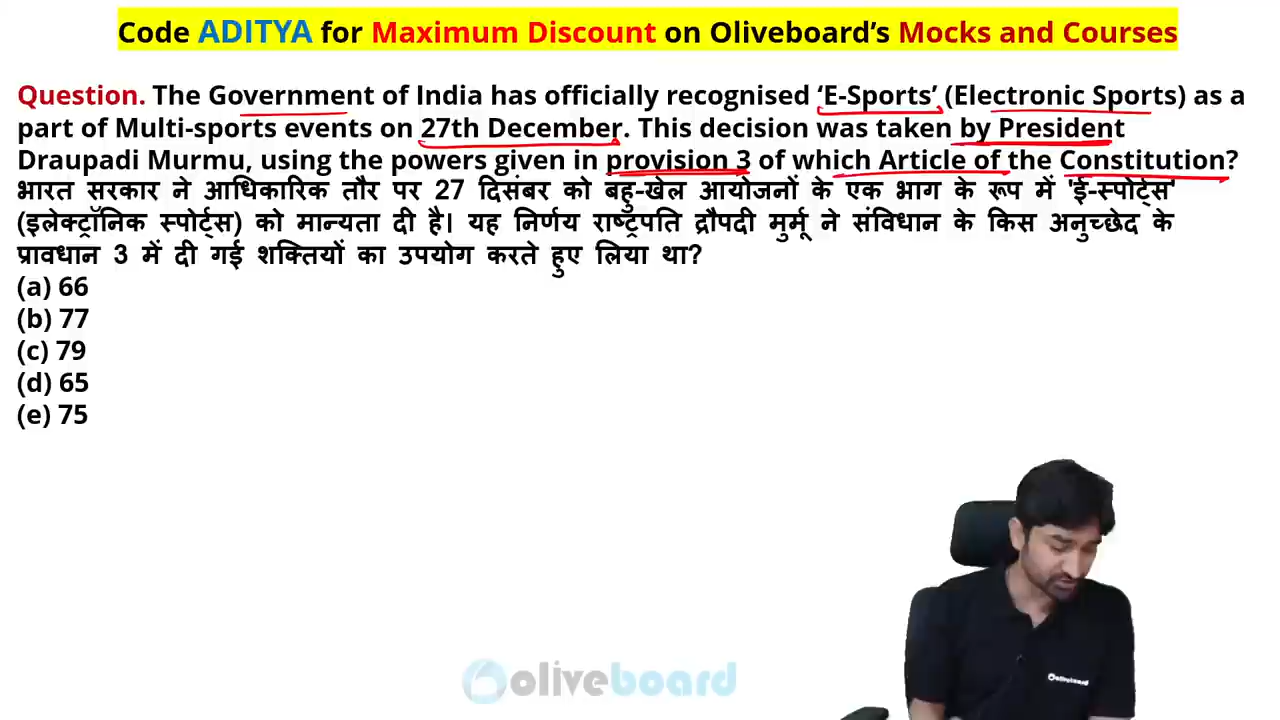 Code ADITYA for Maximum Discount on Oliveboard's Mocks and Courses
Question. The Government of India has officially recognised ‘E-Sports’ (Electronic Sports) as a
part of Multi-sports events on 27th December. This decision was taken by President
Draupadi Murmu, using the powers given in provision 3 of which Article of the Constitution?
भारत सरकार ने आधिकारिक तौर पर 27 दिसंबर को बहु-खेल आयोजनों के एक भाग के रूप में 'ई-स्पोर्ट्स'
(इलेक्ट्रॉनिक स्पोर्ट्स) को मान्यता दी है। यह निर्णय राष्ट्रपति द्रौपदी मुर्मू ने संविधान के किस अनुच्छेद के
प्रावधान 3 में दी गई शक्तियों का उपयोग करते हुए लिया था?
(a) 66
(b) 77
(c) 79
(d) 65
(e) 75
oliveboard
oliveboard